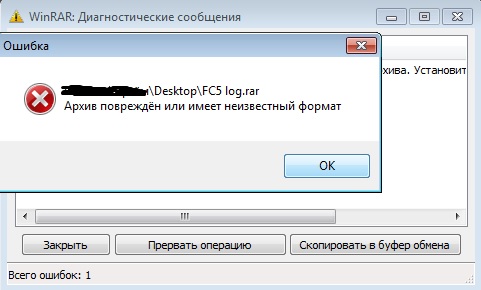 WinRAR: Диагностические сообщения
Ошибка
хива. Установит
\Desktop\FC5 log.rar
Архив повреждён или имеет неизвестный формат
OK
Закрыть
Прервать операцию
Скопировать в буфер обмена
Всего ошибок: 1